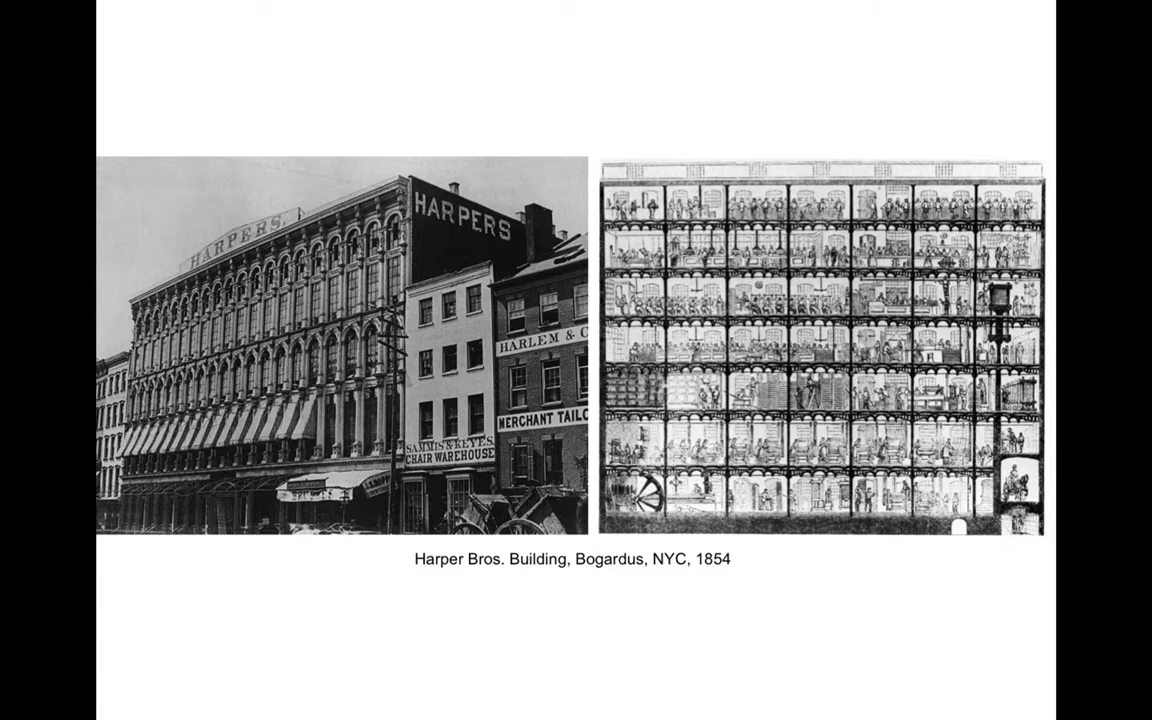 HARPERS
HARPERS
HARLEM & C
MERCHANT TAILO
SAMMIS & KEYES
CHAIR WAREHOUSE
Harper Bros. Building, Bogardus, NYC, 1854